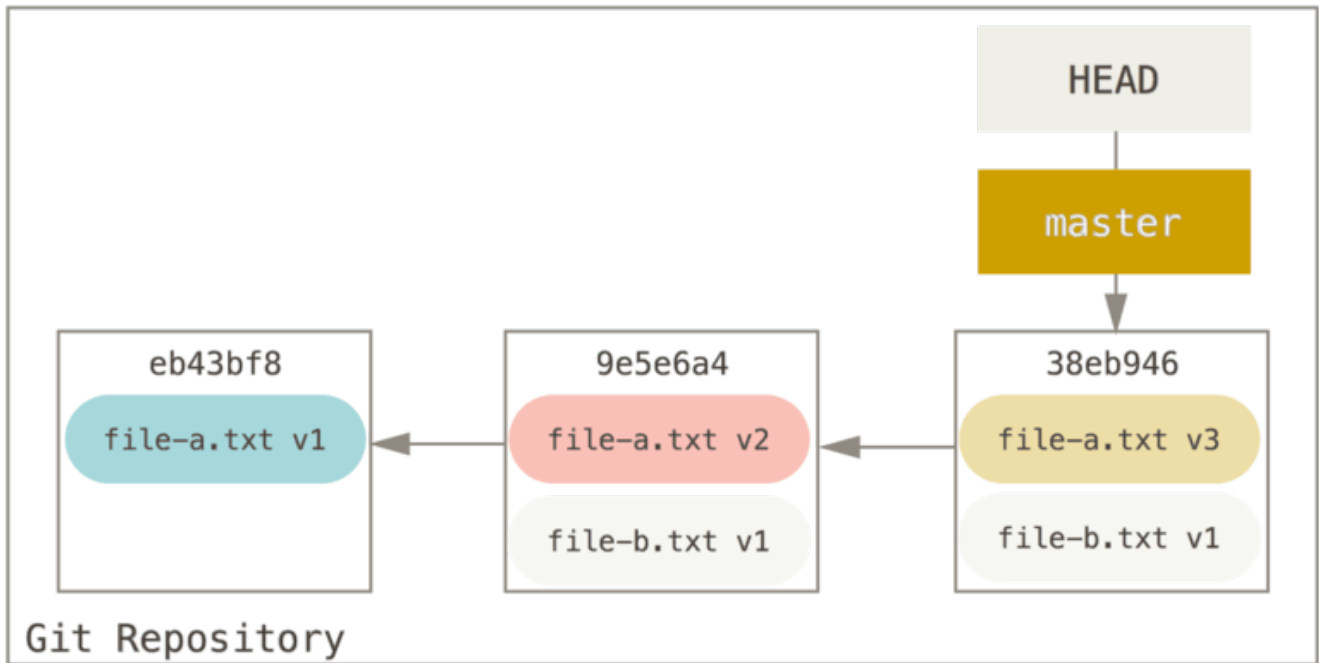 HEAD
master
eb43bf8
file-a.txt v1
9e5e6a4
file-a.txt v2
file-b.txt v1
38eb946
file-a.txt v3
file-b.txt v1
Git Repository